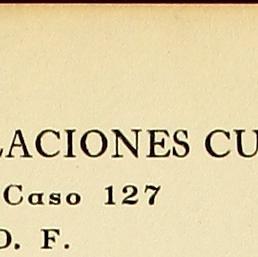 LACIONES CU
Caso 127
D. F.